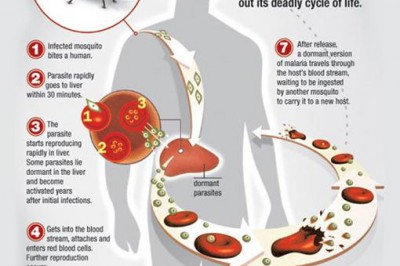 out its deadly cycle of life.
1 Infected mosquito
bites a human.
2 Parasite rapidly
goes to liver
within 30 minutes.
3 The
parasite
starts reproducing
rapidly in liver.
Some parasites lie
dormant in the liver
and become
activated years
after initial infections.
4 Gets into the blood
stream, attaches and
enters red blood cells.
Further reproduction
1
2
3
dormant
parasites
7 After release,
a dormant version
of malaria travels through
the host's blood stream,
waiting to be ingested
by another mosquito
to carry it to a new host.